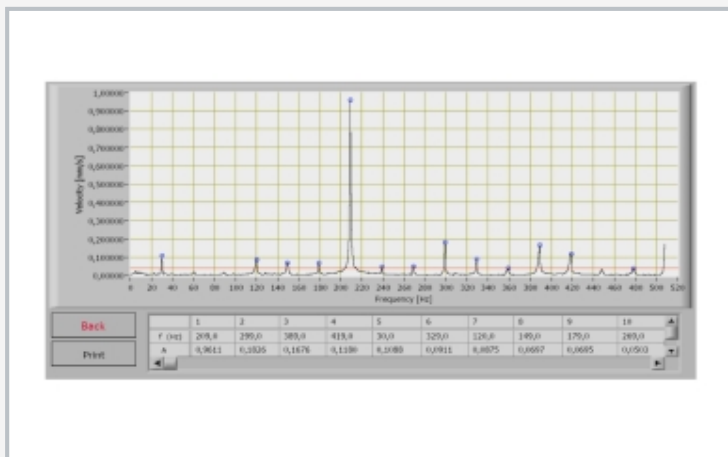 1,00000
0,900000
0,800000
0,700000
0,600000
0,500000
0,400000
0,300000
0,200000
0,100000
0,00000
Velocity [mm/s]
0 20 40 60 80 100 120 140 160 180 200 220 240 260 280 300 320 340 360 380 400 420 440 460 480 500 520
Frequency [Hz]
Back
Print
1 2 3 4 5 6 7 8 9 10
f (Hz) 209,0 299,0 389,0 419,0 30,0 329,0 120,0 149,0 179,0 269,0
A 0,9611 0,1826 0,1676 0,1180 0,1088 0,0911 0,0875 0,0697 0,0695 0,0503